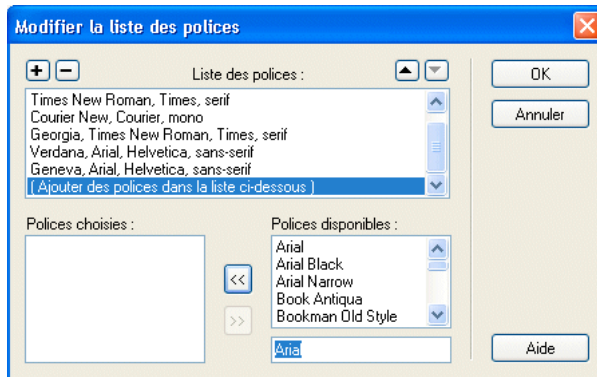 Modifier la liste des polices
Liste des polices :
OK
Times New Roman, Times, serif
Courier New, Courier, mono
Georgia, Times New Roman, Times, serif
Verdana, Arial, Helvetica, sans-serif
Geneva, Arial, Helvetica, sans-serif
( Ajouter des polices dans la liste ci-dessous )
Annuler
Polices choisies :
Polices disponibles :
Arial
Arial Black
Arial Narrow
Book Antiqua
Bookman Old Style
<<
>>
Arial
Aide